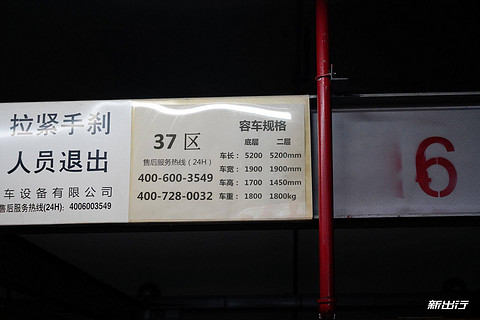 拉紧手刹
人员退出
车设备有限公司
售后服务热线(24H): 4006003549
37 区
售后服务热线(24H)
400-600-3549
400-728-0032
容车规格
底层 二层
车长: 5200 5200mm
车宽: 1900 1900mm
车高: 1700 1450mm
车重: 1800 1800kg
6
新出行